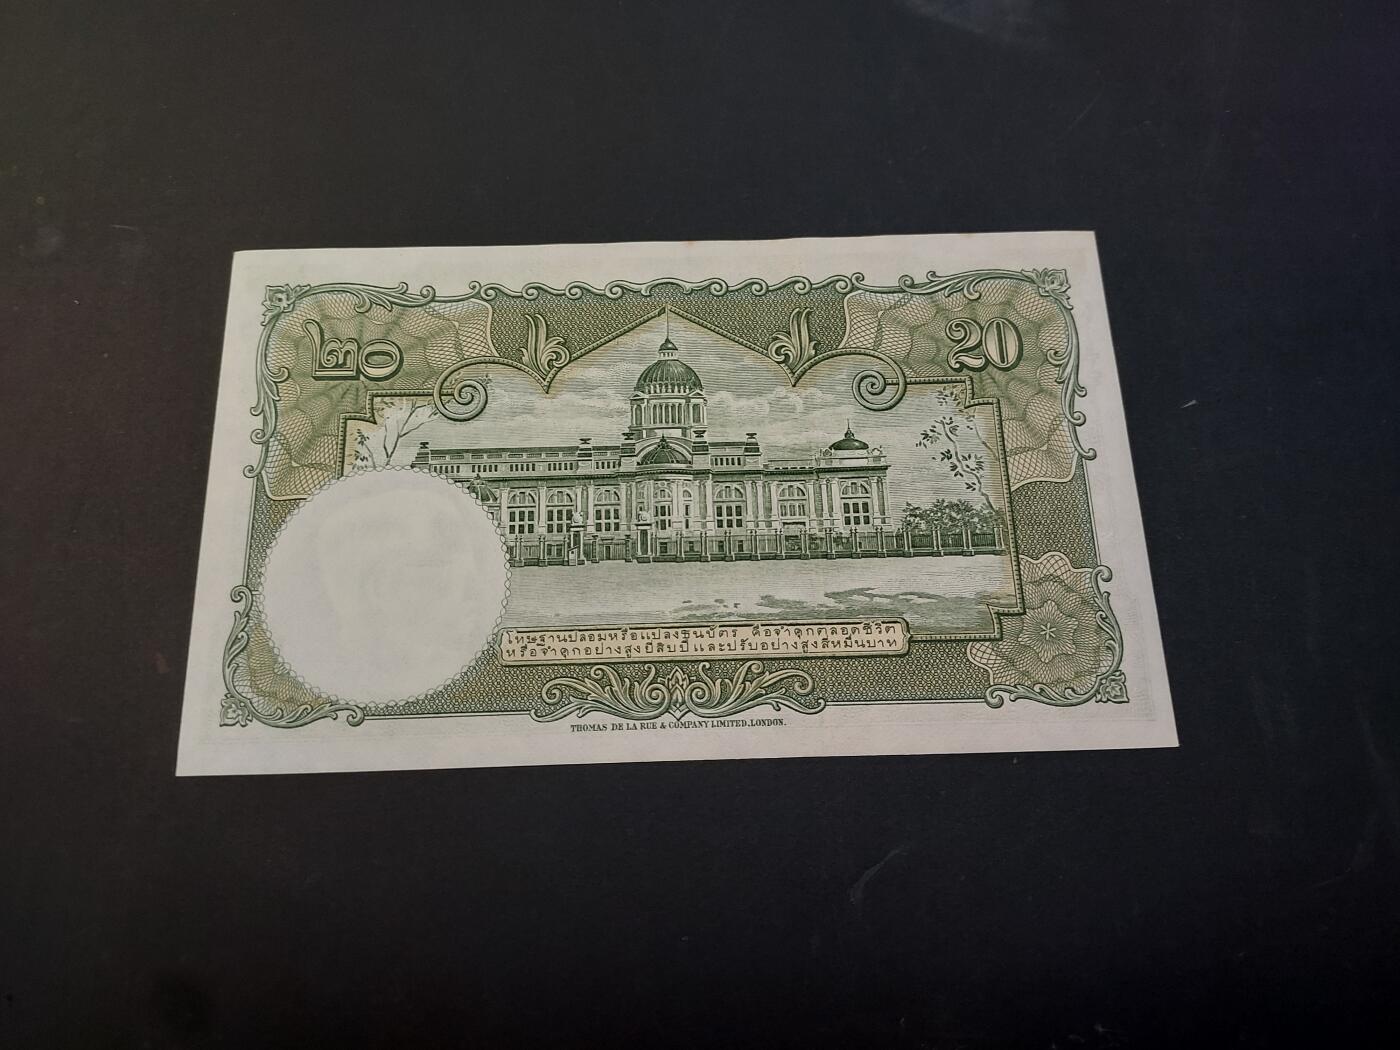 ๒๐ 20
โทษฐานปลอมหรือแปลงธนบัตร คือจำคุกตลอดชีวิต
หรือจำคุกอย่างสูงยี่สิบปีและปรับอย่างสูงสี่หมื่นบาท
THOMAS DE LA RUE & COMPANY LIMITED. LONDON.